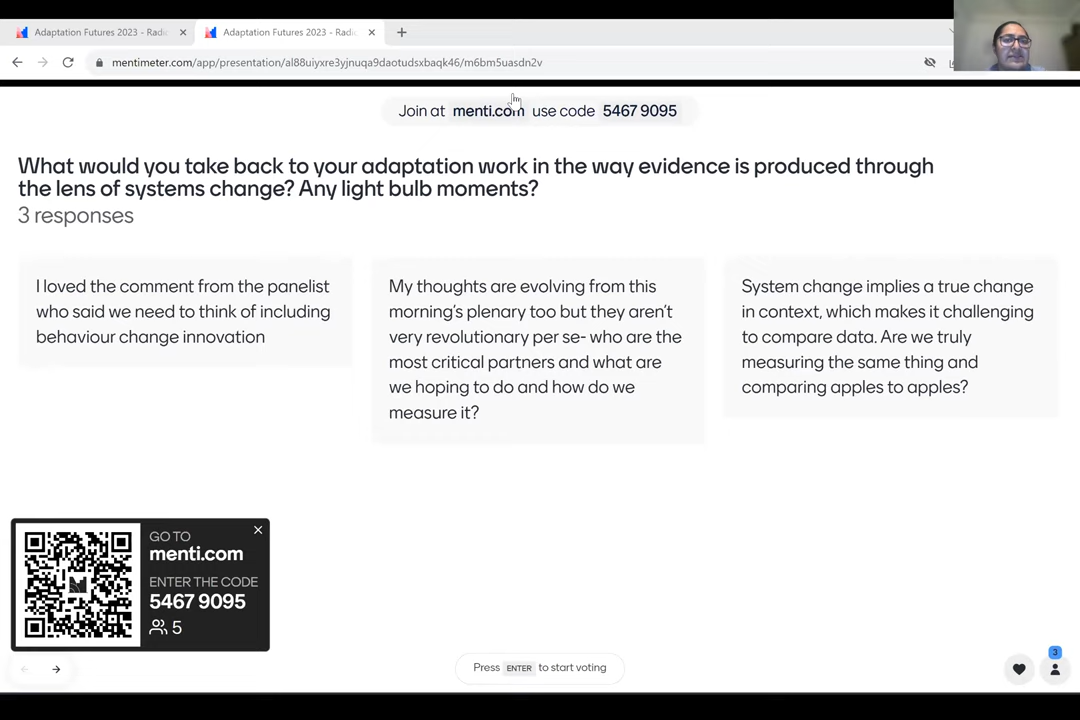 Adaptation Futures 2023 - Radic
Adaptation Futures 2023 - Radic
mentimeter.com/app/presentation/al88uiyxre3yjnuqa9daotudsxbaqk46/m6bm5uasdn2v
Join at menti.com use code 5467 9095
What would you take back to your adaptation work in the way evidence is produced through
the lens of systems change? Any light bulb moments?
3 responses
I loved the comment from the panelist
who said we need to think of including
behaviour change innovation
My thoughts are evolving from this
morning's plenary too but they aren't
very revolutionary per se- who are the
most critical partners and what are
we hoping to do and how do we
measure it?
System change implies a true change
in context, which makes it challenging
to compare data. Are we truly
measuring the same thing and
comparing apples to apples?
GO TO
menti.com
ENTER THE CODE
5467 9095
5
Press ENTER to start voting
3